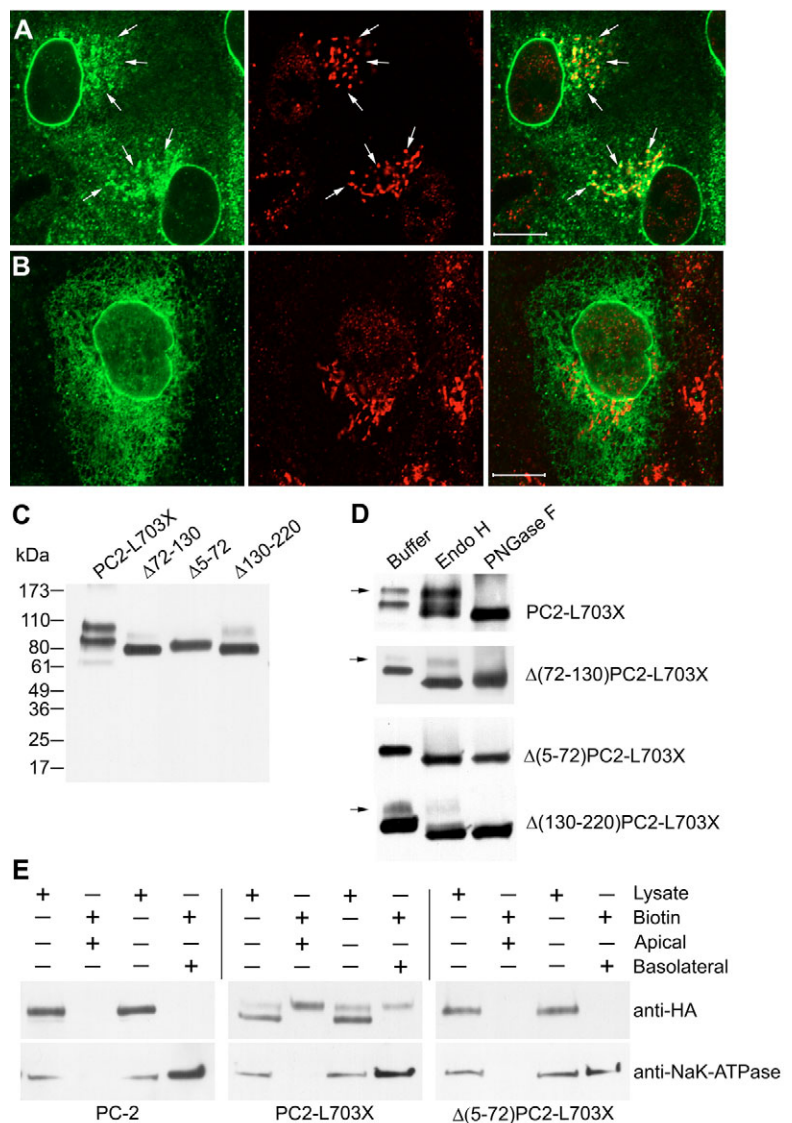 A
B
C
kDa
PC2-L703X
Δ72-130
Δ5-72
Δ130-220
173
110
80
61
49
36
25
17
D
Buffer
Endo H
PNGase F
PC2-L703X
Δ(72-130)PC2-L703X
Δ(5-72)PC2-L703X
Δ(130-220)PC2-L703X
E
+ – + – + – + – + – + – Lysate
– + – + – + – + – + – + Biotin
– + – – – + – – – + – – Apical
– – – + – – – + – – – + Basolateral
anti-HA
anti-NaK-ATPase
PC-2
PC2-L703X
Δ(5-72)PC2-L703X